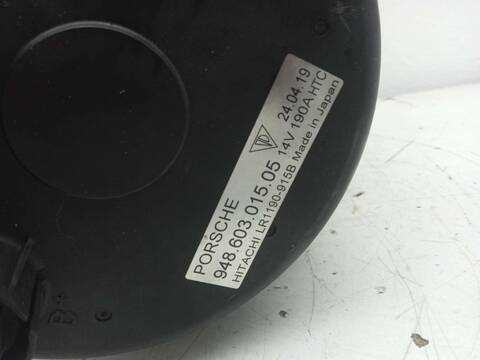 PORSCHE 24.04.19
948.603.015.05 14V 190A HTC
HITACHI LR1190-915B Made in Japan
B+